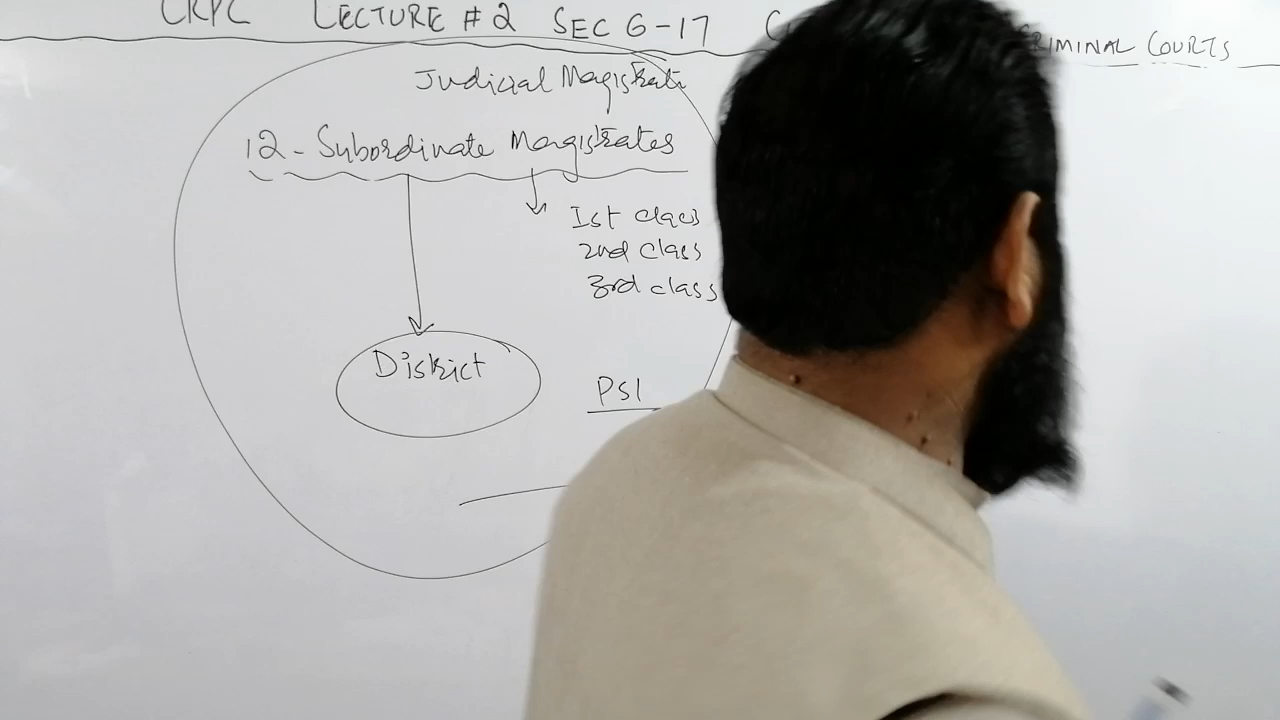 CRPC LECTURE #2 SEC 6-17 CRIMINAL COURTS
Judicial Magistrate
12- Subordinate Magistrates
Ist class
2nd class
3rd class
District
PSI